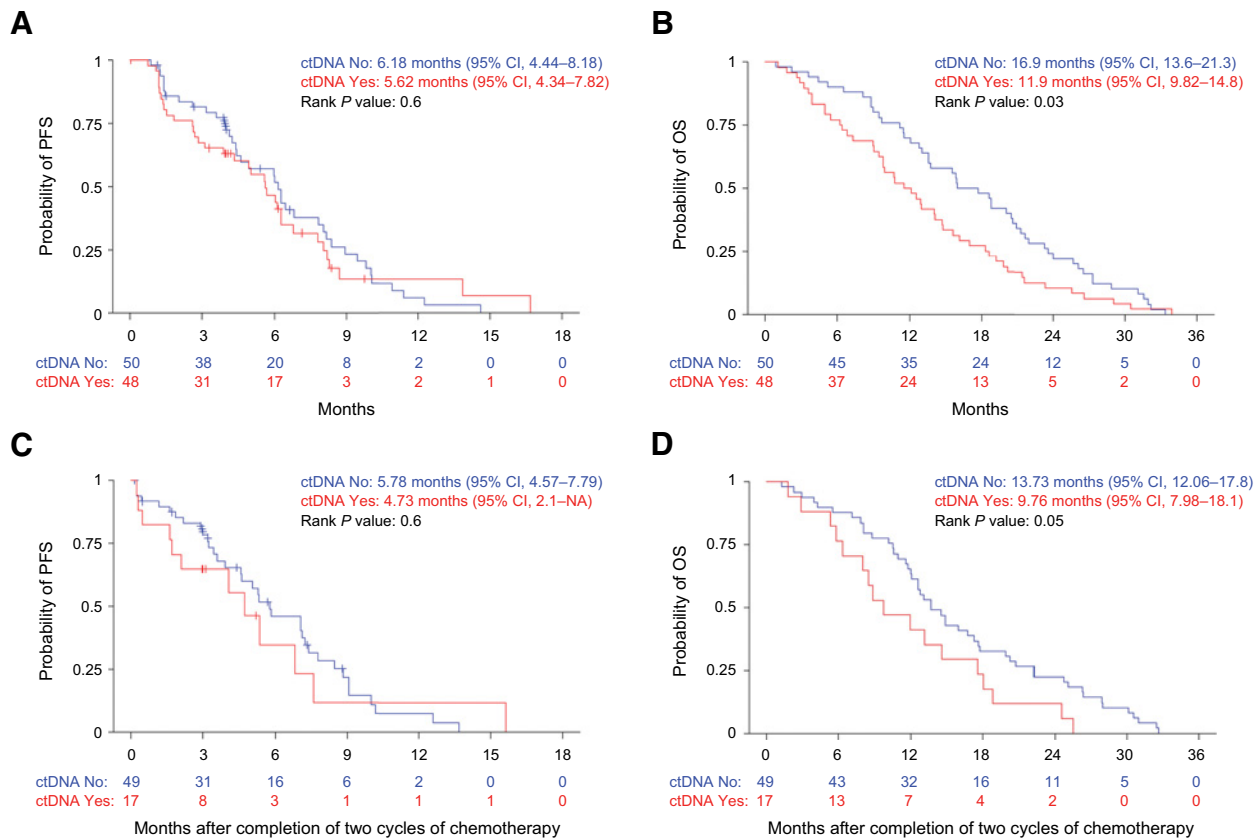 A
ctDNA No: 6.18 months (95% CI, 4.44–8.18)
ctDNA Yes: 5.62 months (95% CI, 4.34–7.82)
Rank P value: 0.6
Probability of PFS
1
0.75
0.5
0.25
0
0 3 6 9 12 15 18
ctDNA No: 50 38 20 8 2 0 0
ctDNA Yes: 48 31 17 3 2 1 0
Months
B
ctDNA No: 16.9 months (95% CI, 13.6–21.3)
ctDNA Yes: 11.9 months (95% CI, 9.82–14.8)
Rank P value: 0.03
Probability of OS
1
0.75
0.5
0.25
0
0 6 12 18 24 30 36
ctDNA No: 50 45 35 24 12 5 0
ctDNA Yes: 48 37 24 13 5 2 0
Months
C
ctDNA No: 5.78 months (95% CI, 4.57–7.79)
ctDNA Yes: 4.73 months (95% CI, 2.1–NA)
Rank P value: 0.6
Probability of PFS
1
0.75
0.5
0.25
0
0 3 6 9 12 15 18
ctDNA No: 49 31 16 6 2 0 0
ctDNA Yes: 17 8 3 1 1 1 0
Months after completion of two cycles of chemotherapy
D
ctDNA No: 13.73 months (95% CI, 12.06–17.8)
ctDNA Yes: 9.76 months (95% CI, 7.98–18.1)
Rank P value: 0.05
Probability of OS
1
0.75
0.5
0.25
0
0 6 12 18 24 30 36
ctDNA No: 49 43 32 16 11 5 0
ctDNA Yes: 17 13 7 4 2 0 0
Months after completion of two cycles of chemotherapy